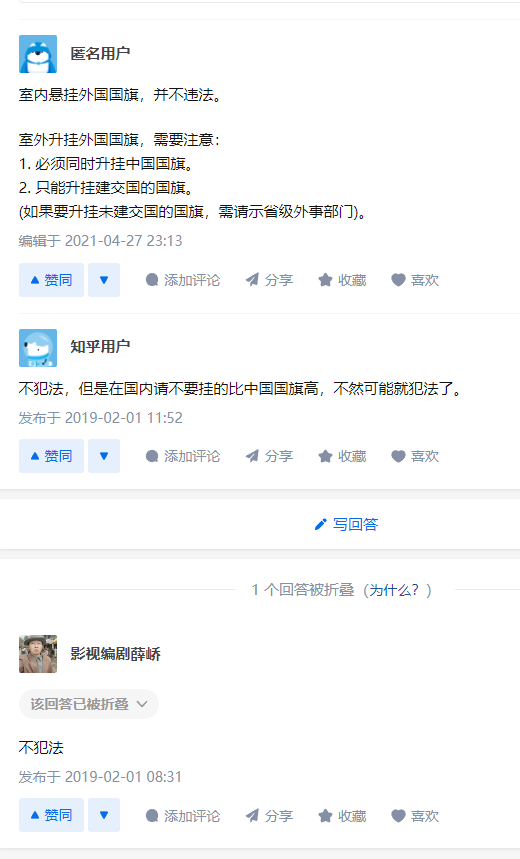 匿名用户
室内悬挂外国国旗，并不违法。
室外升挂外国国旗，需要注意：
1. 必须同时升挂中国国旗。
2. 只能升挂建交国的国旗。
(如果要升挂未建交国的国旗，需请示省级外事部门)。
编辑于 2021-04-27 23:13
赞同 添加评论 分享 收藏 喜欢
知乎用户
不犯法，但是在国内请不要挂的比中国国旗高，不然可能就犯法了。
发布于 2019-02-01 11:52
赞同 添加评论 分享 收藏 喜欢
写回答
1 个回答被折叠（为什么？）
影视编剧薛峤
该回答已被折叠
不犯法
发布于 2019-02-01 08:31
赞同 添加评论 分享 收藏 喜欢